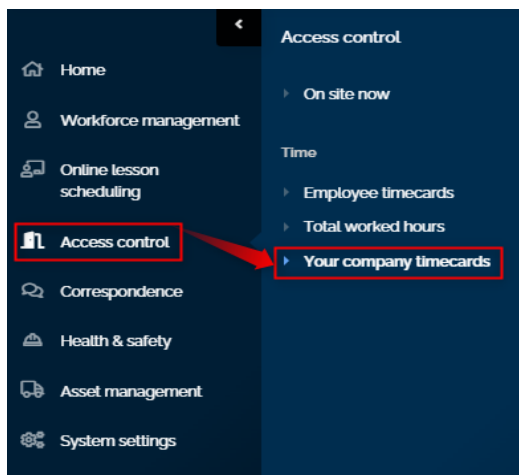 Home
Workforce management
Online lesson
scheduling
Access control
Correspondence
Health & safety
Asset management
System settings
Access control
On site now
Time
Employee timecards
Total worked hours
Your company timecards